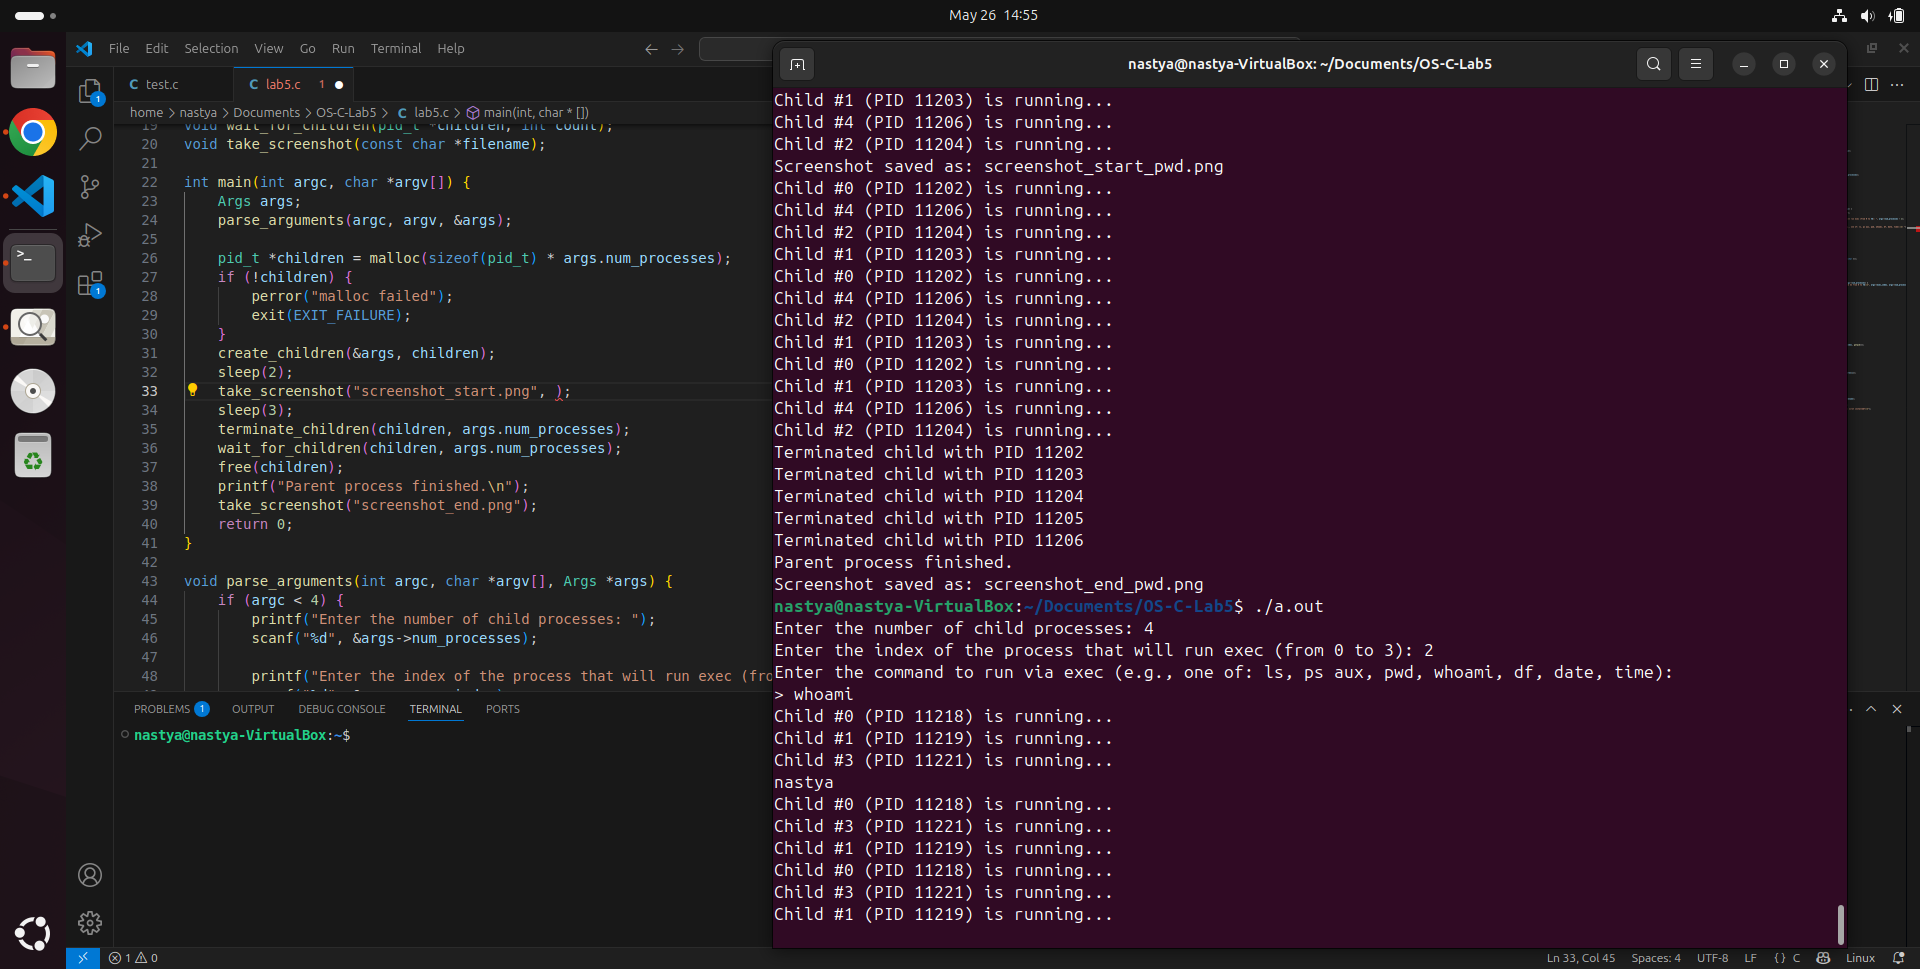 May 26  14:55
File Edit Selection View Go Run Terminal Help
C test.c
C lab5.c 1
home > nastya > Documents > OS-C-Lab5 > C lab5.c > main(int, char * [])
19 void wait_for_children(pid_t *children, int count);
20 void take_screenshot(const char *filename);
21
22 int main(int argc, char *argv[]) {
23     Args args;
24     parse_arguments(argc, argv, &args);
25
26     pid_t *children = malloc(sizeof(pid_t) * args.num_processes);
27     if (!children) {
28         perror("malloc failed");
29         exit(EXIT_FAILURE);
30     }
31     create_children(&args, children);
32     sleep(2);
33     take_screenshot("screenshot_start.png", );
34     sleep(3);
35     terminate_children(children, args.num_processes);
36     wait_for_children(children, args.num_processes);
37     free(children);
38     printf("Parent process finished.\n");
39     take_screenshot("screenshot_end.png");
40     return 0;
41 }
42
43 void parse_arguments(int argc, char *argv[], Args *args) {
44     if (argc < 4) {
45         printf("Enter the number of child processes: ");
46         scanf("%d", &args->num_processes);
47
48         printf("Enter the index of the process that will run exec (fro
PROBLEMS 1 OUTPUT DEBUG CONSOLE TERMINAL PORTS
nastya@nastya-VirtualBox:~$
nastya@nastya-VirtualBox: ~/Documents/OS-C-Lab5
Child #1 (PID 11203) is running...
Child #4 (PID 11206) is running...
Child #2 (PID 11204) is running...
Screenshot saved as: screenshot_start_pwd.png
Child #0 (PID 11202) is running...
Child #4 (PID 11206) is running...
Child #2 (PID 11204) is running...
Child #1 (PID 11203) is running...
Child #0 (PID 11202) is running...
Child #4 (PID 11206) is running...
Child #2 (PID 11204) is running...
Child #1 (PID 11203) is running...
Child #0 (PID 11202) is running...
Child #1 (PID 11203) is running...
Child #4 (PID 11206) is running...
Child #2 (PID 11204) is running...
Terminated child with PID 11202
Terminated child with PID 11203
Terminated child with PID 11204
Terminated child with PID 11205
Terminated child with PID 11206
Parent process finished.
Screenshot saved as: screenshot_end_pwd.png
nastya@nastya-VirtualBox:~/Documents/OS-C-Lab5$ ./a.out
Enter the number of child processes: 4
Enter the index of the process that will run exec (from 0 to 3): 2
Enter the command to run via exec (e.g., one of: ls, ps aux, pwd, whoami, df, date, time):
> whoami
Child #0 (PID 11218) is running...
Child #1 (PID 11219) is running...
Child #3 (PID 11221) is running...
nastya
Child #0 (PID 11218) is running...
Child #3 (PID 11221) is running...
Child #1 (PID 11219) is running...
Child #0 (PID 11218) is running...
Child #3 (PID 11221) is running...
Child #1 (PID 11219) is running...
1 0
Ln 33, Col 45 Spaces: 4 UTF-8 LF {} C Linux